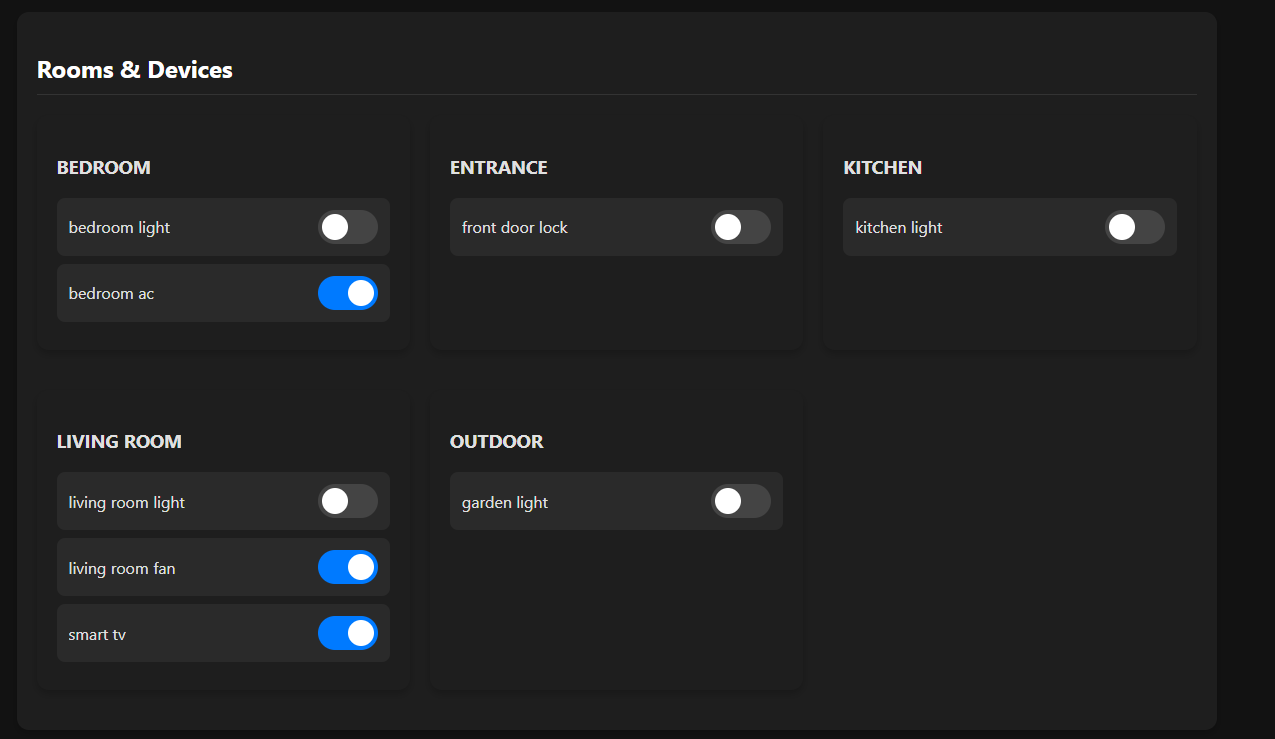 Rooms & Devices
BEDROOM
bedroom light
bedroom ac
ENTRANCE
front door lock
KITCHEN
kitchen light
LIVING ROOM
living room light
living room fan
smart tv
OUTDOOR
garden light